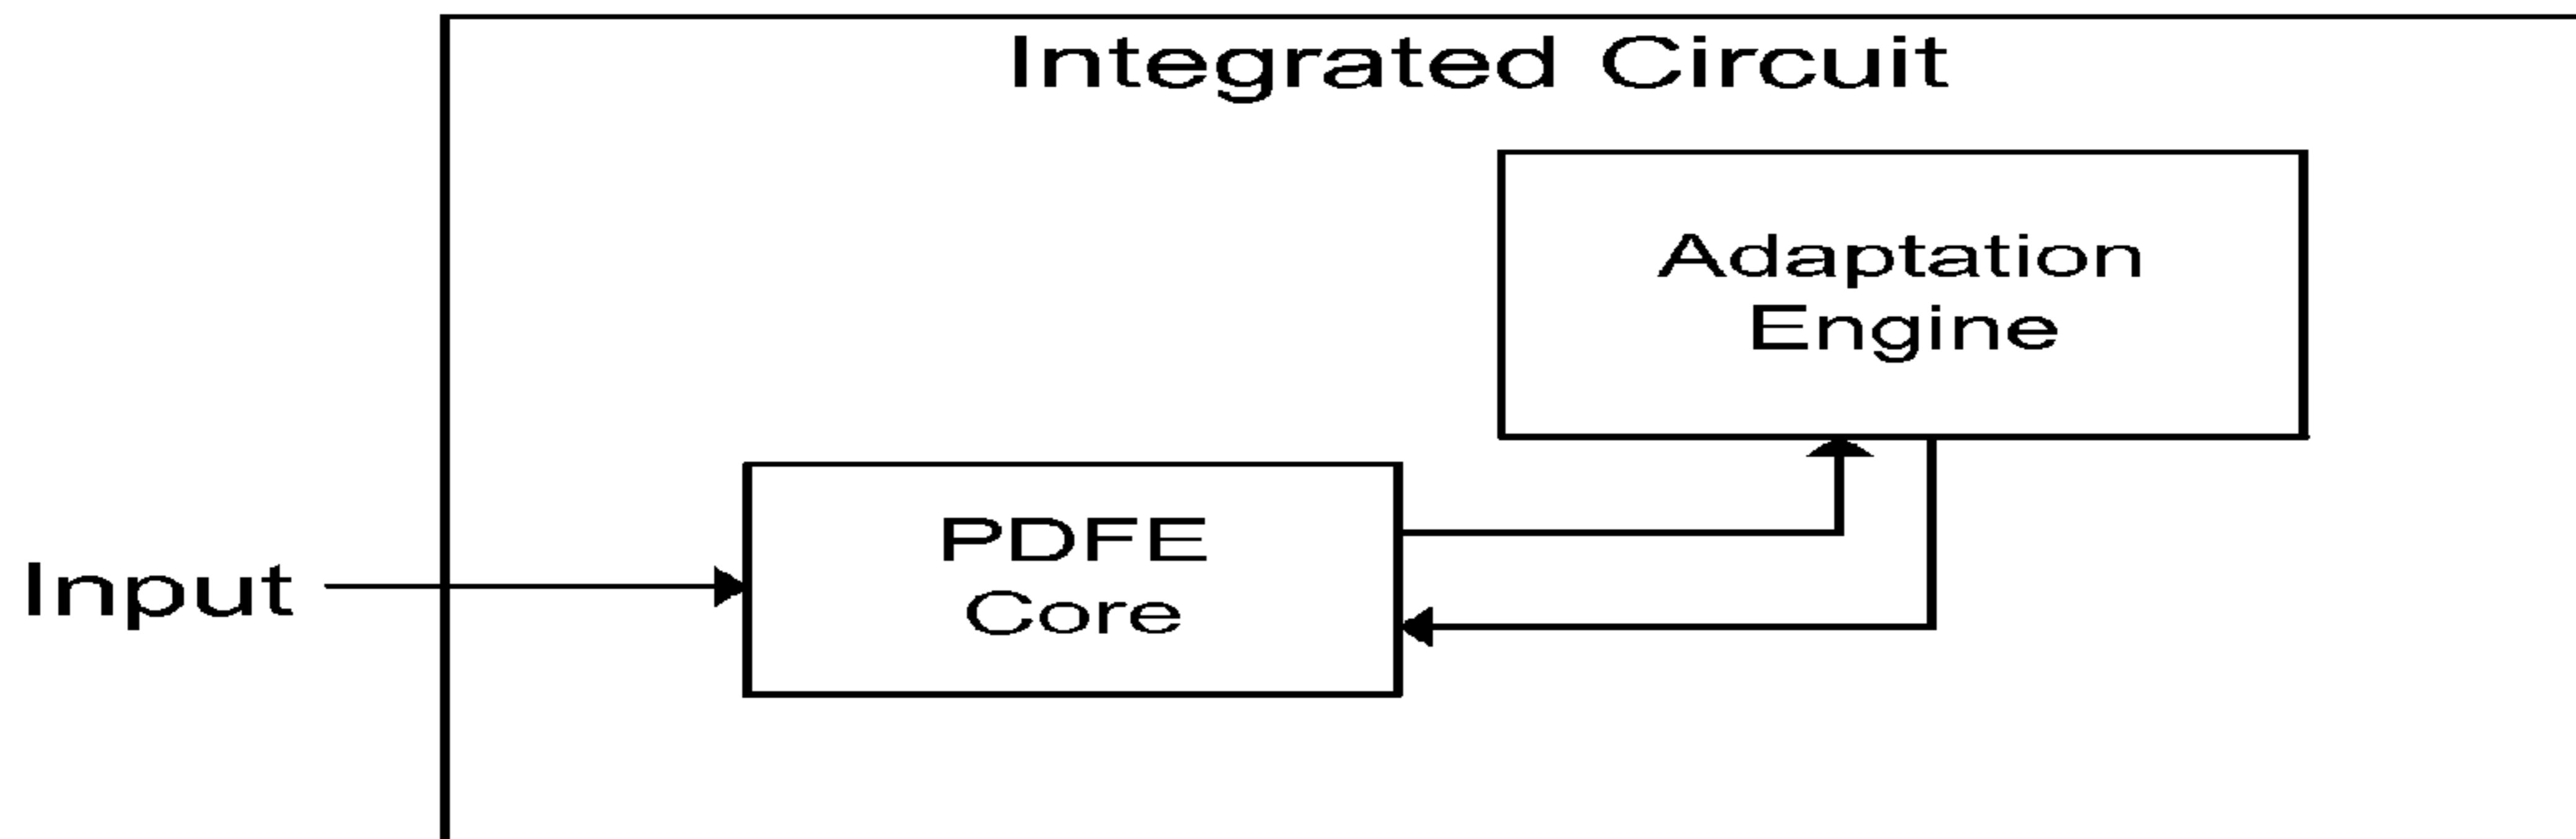 Integrated Circuit
Adaptation
Engine
PDFE
Core
Input